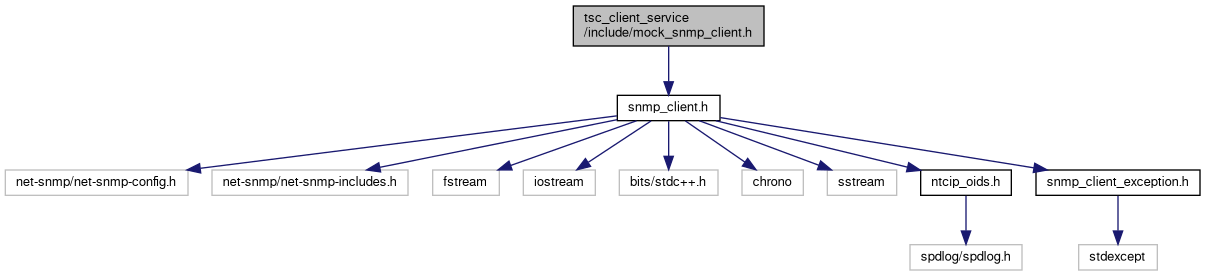 tsc_client_service
/include/mock_snmp_client.h
snmp_client.h
net-snmp/net-snmp-config.h
net-snmp/net-snmp-includes.h
fstream
iostream
bits/stdc++.h
chrono
sstream
ntcip_oids.h
snmp_client_exception.h
spdlog/spdlog.h
stdexcept